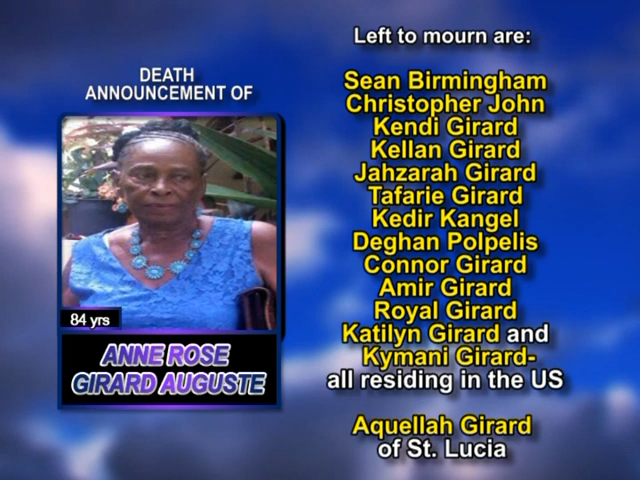 DEATH
ANNOUNCEMENT OF
84 yrs
ANNE ROSE
GIRARD AUGUSTE
Left to mourn are:
Sean Birmingham
Christopher John
Kendi Girard
Kellan Girard
Jahzarah Girard
Tafarie Girard
Kedir Kangel
Deghan Polpelis
Connor Girard
Amir Girard
Royal Girard
Katilyn Girard and
Kymani Girard-
all residing in the US
Aquellah Girard
of St. Lucia